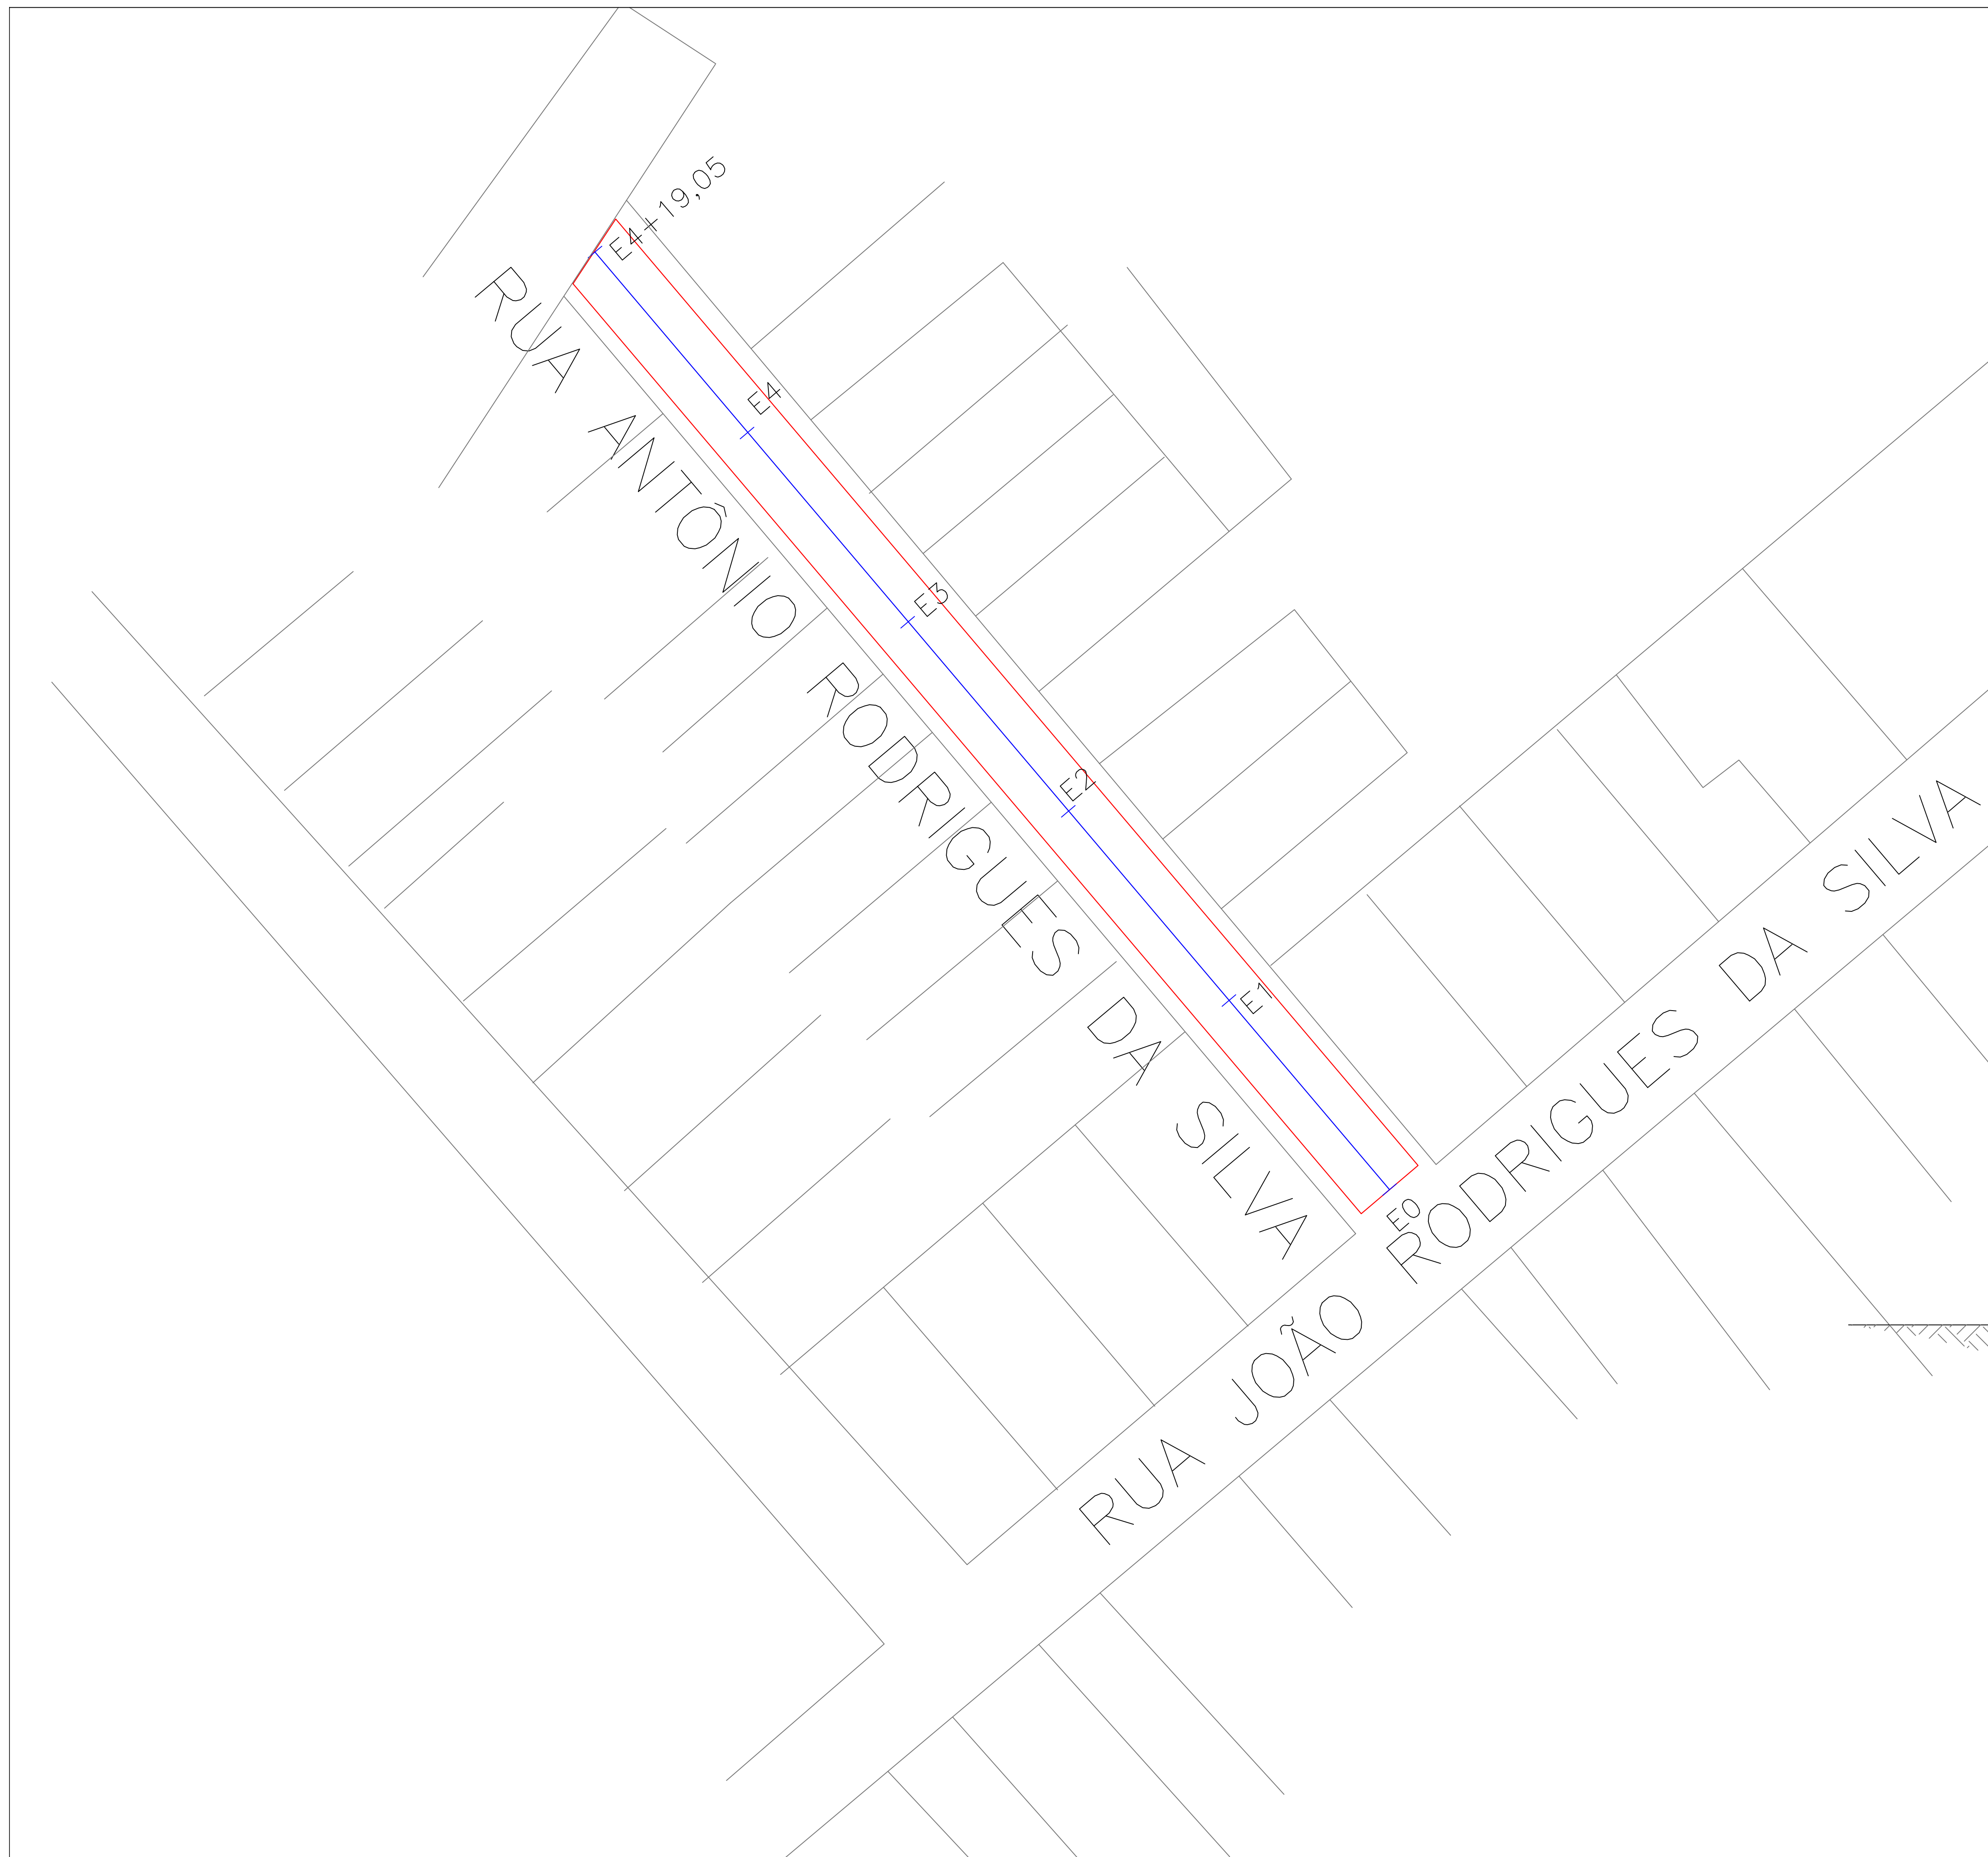 E4+19,05
E4
E3
E2
E1
E0
RUA ANTÔNIO RODRIGUES DA SILVA
RUA JOÃO RODRIGUES DA SILVA